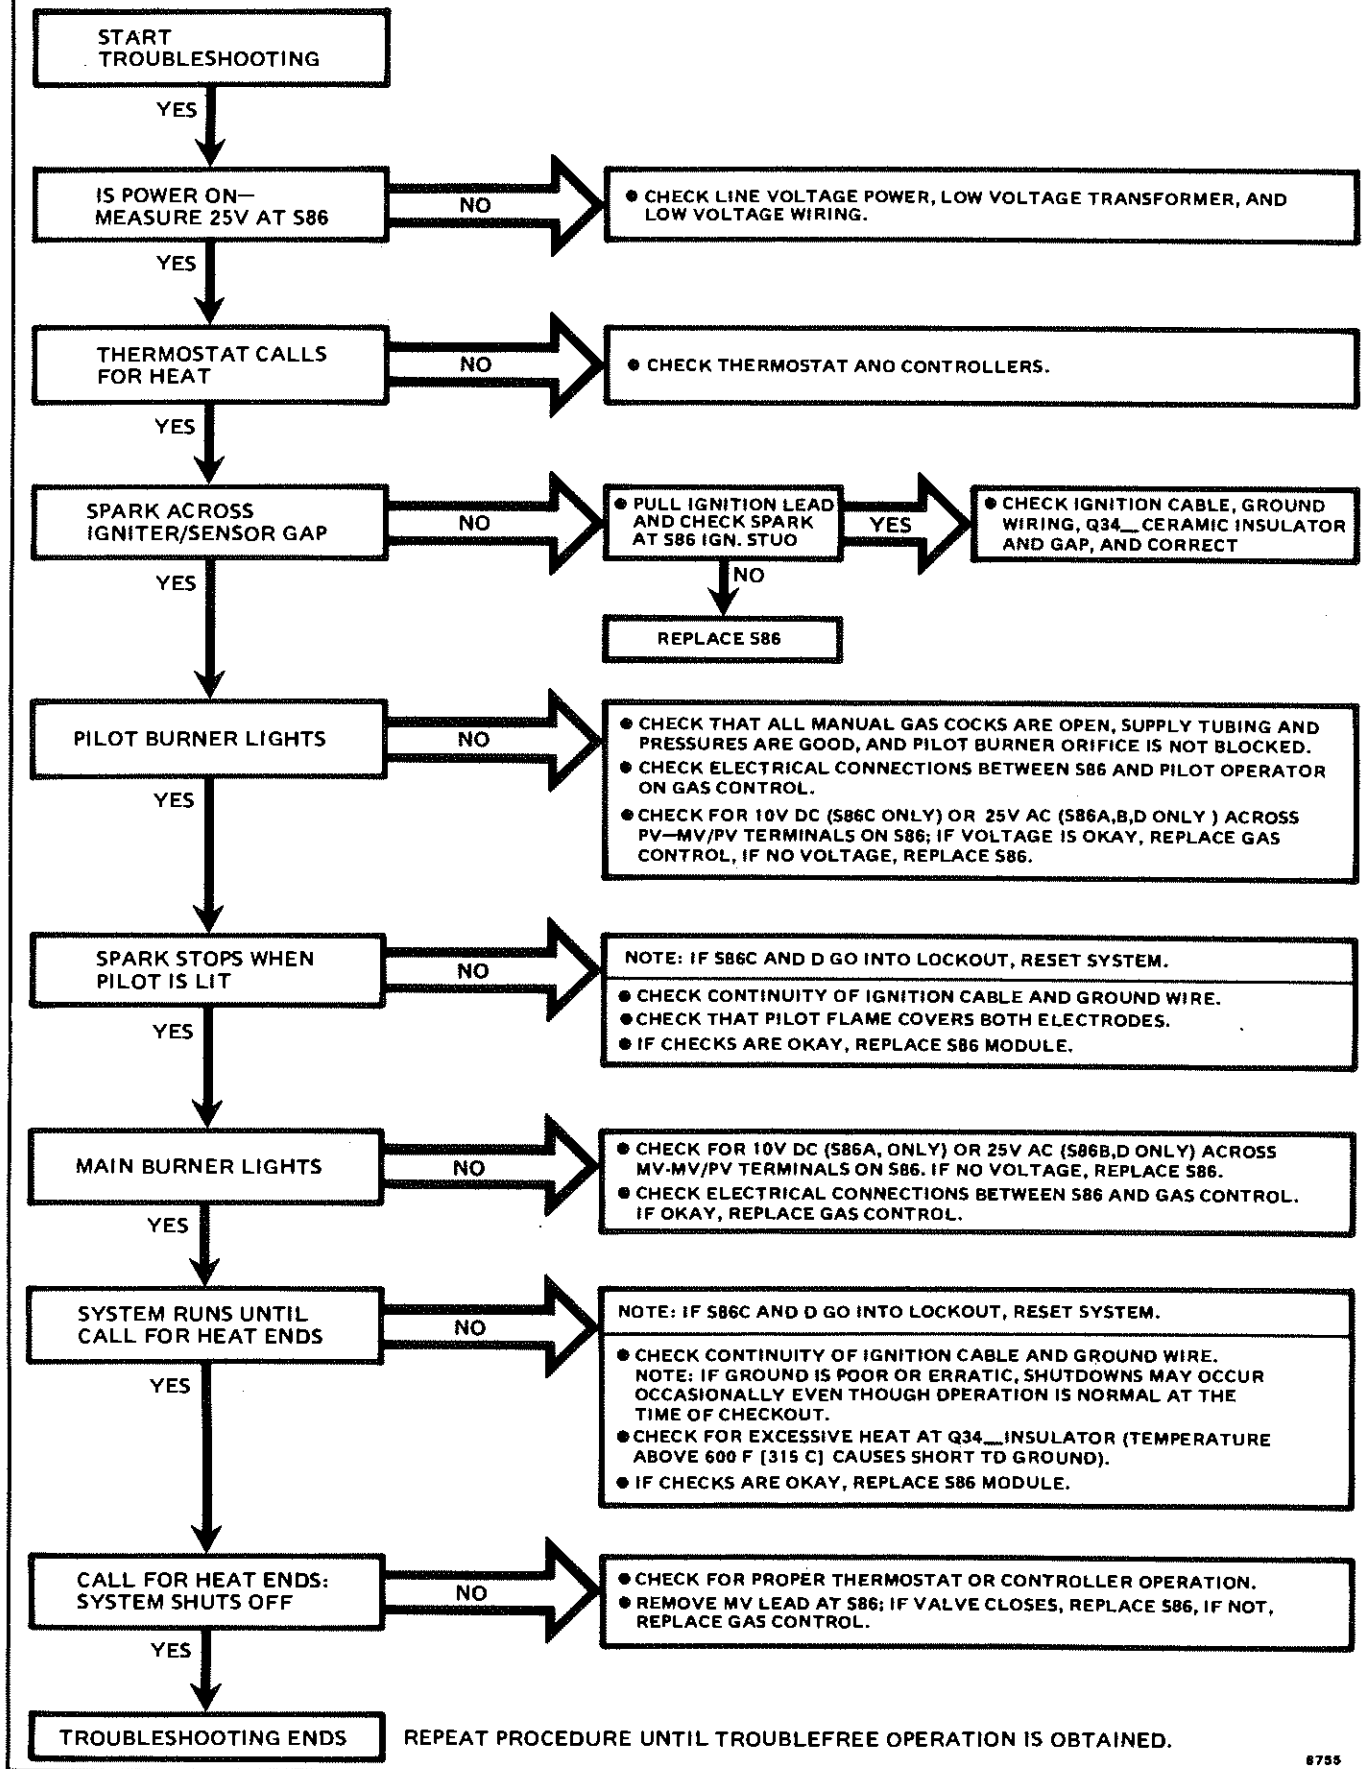 START
TROUBLESHOOTING
YES
IS POWER ON—
MEASURE 25V AT S86
NO
● CHECK LINE VOLTAGE POWER, LOW VOLTAGE TRANSFORMER, AND
LOW VOLTAGE WIRING.
YES
THERMOSTAT CALLS
FOR HEAT
NO
● CHECK THERMOSTAT ANO CONTROLLERS.
YES
SPARK ACROSS
IGNITER/SENSOR GAP
NO
● PULL IGNITION LEAD
AND CHECK SPARK
AT S86 IGN. STUO
YES
● CHECK IGNITION CABLE, GROUND
WIRING, Q34__ CERAMIC INSULATOR
AND GAP, AND CORRECT
NO
REPLACE S86
YES
PILOT BURNER LIGHTS
NO
● CHECK THAT ALL MANUAL GAS COCKS ARE OPEN, SUPPLY TUBING AND
PRESSURES ARE GOOD, AND PILOT BURNER ORIFICE IS NOT BLOCKED.
● CHECK ELECTRICAL CONNECTIONS BETWEEN S86 AND PILOT OPERATOR
ON GAS CONTROL.
● CHECK FOR 10V DC (S86C ONLY) OR 25V AC (S86A,B,D ONLY ) ACROSS
PV—MV/PV TERMINALS ON S86; IF VOLTAGE IS OKAY, REPLACE GAS
CONTROL, IF NO VOLTAGE, REPLACE S86.
YES
SPARK STOPS WHEN
PILOT IS LIT
NO
NOTE: IF S86C AND D GO INTO LOCKOUT, RESET SYSTEM.
● CHECK CONTINUITY OF IGNITION CABLE AND GROUND WIRE.
● CHECK THAT PILOT FLAME COVERS BOTH ELECTRODES.
● IF CHECKS ARE OKAY, REPLACE S86 MODULE.
YES
MAIN BURNER LIGHTS
NO
● CHECK FOR 10V DC (S86A, ONLY) OR 25V AC (S86B,D ONLY) ACROSS
MV-MV/PV TERMINALS ON S86. IF NO VOLTAGE, REPLACE S86.
● CHECK ELECTRICAL CONNECTIONS BETWEEN S86 AND GAS CONTROL.
IF OKAY, REPLACE GAS CONTROL.
YES
SYSTEM RUNS UNTIL
CALL FOR HEAT ENDS
NO
NOTE: IF S86C AND D GO INTO LOCKOUT, RESET SYSTEM.
● CHECK CONTINUITY OF IGNITION CABLE AND GROUND WIRE.
NOTE: IF GROUND IS POOR OR ERRATIC, SHUTDOWNS MAY OCCUR
OCCASIONALLY EVEN THOUGH OPERATION IS NORMAL AT THE
TIME OF CHECKOUT.
● CHECK FOR EXCESSIVE HEAT AT Q34__ INSULATOR (TEMPERATURE
ABOVE 600 F [315 C] CAUSES SHORT TO GROUND).
● IF CHECKS ARE OKAY, REPLACE S86 MODULE.
YES
CALL FOR HEAT ENDS:
SYSTEM SHUTS OFF
NO
● CHECK FOR PROPER THERMOSTAT OR CONTROLLER OPERATION.
● REMOVE MV LEAD AT S86; IF VALVE CLOSES, REPLACE S86, IF NOT,
REPLACE GAS CONTROL.
YES
TROUBLESHOOTING ENDS
REPEAT PROCEDURE UNTIL TROUBLEFREE OPERATION IS OBTAINED.
8755